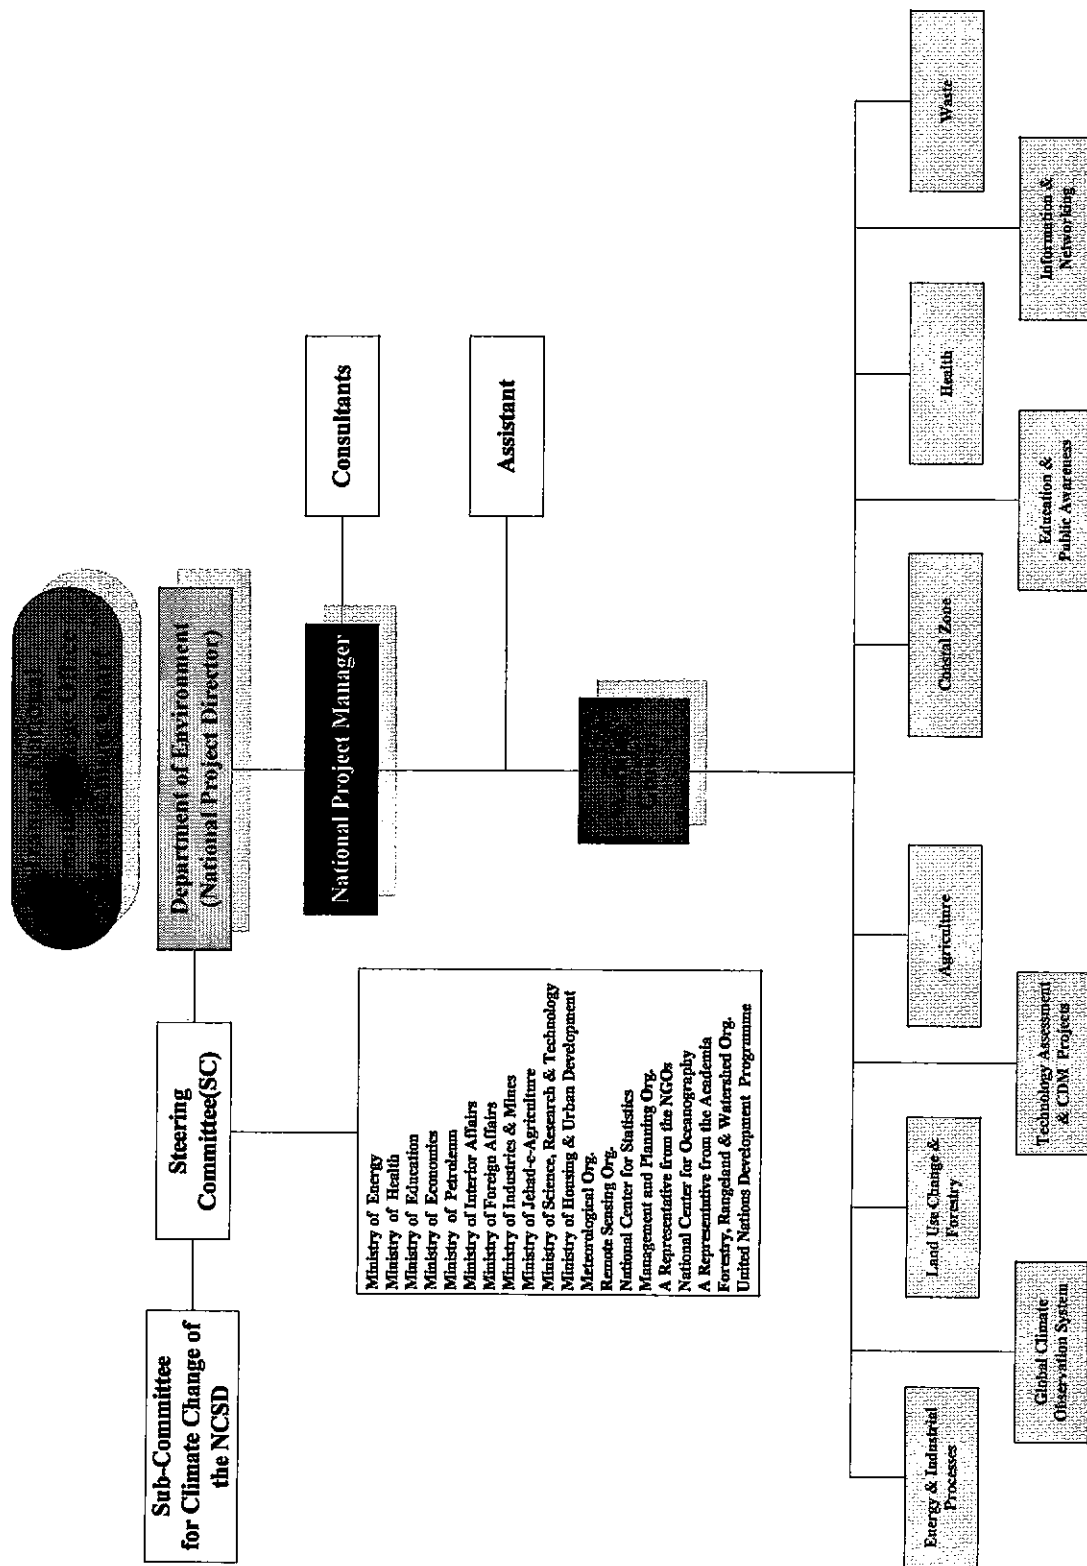 National
Climate Change Office
Department of Environment
(National Project Director)
Steering
Committee(SC)
Sub-Committee
for Climate Change of
the NCSD
National Project Manager
Consultants
Assistant
Ministry of Energy
Ministry of Health
Ministry of Education
Ministry of Economics
Ministry of Petroleum
Ministry of Interior Affairs
Ministry of Foreign Affairs
Ministry of Industries & Mines
Ministry of Jehad-e-Agriculture
Ministry of Science, Research & Technology
Ministry of Housing & Urban Development
Meteorological Org.
Remote Sensing Org.
National Center for Statistics
Management and Planning Org.
A Representative from the NGOs
National Center for Oceanography
A Representative from the Academia
Forestry, Rangeland & Watershed Org.
United Nations Development Programme
Energy & Industrial
Processes
Land Use Change &
Forestry
Agriculture
Coastal Zone
Health
Waste
Global Climate
Observation System
Technology Assessment
& CDM Projects
Education &
Public Awareness
Information &
Networking